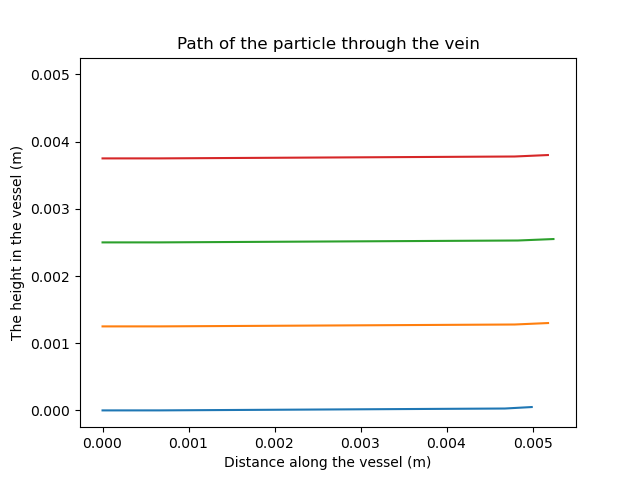 Path of the particle through the vein
0.005
0.004
0.003
0.002
0.001
0.000
The height in the vessel (m)
0.000 0.001 0.002 0.003 0.004 0.005
Distance along the vessel (m)